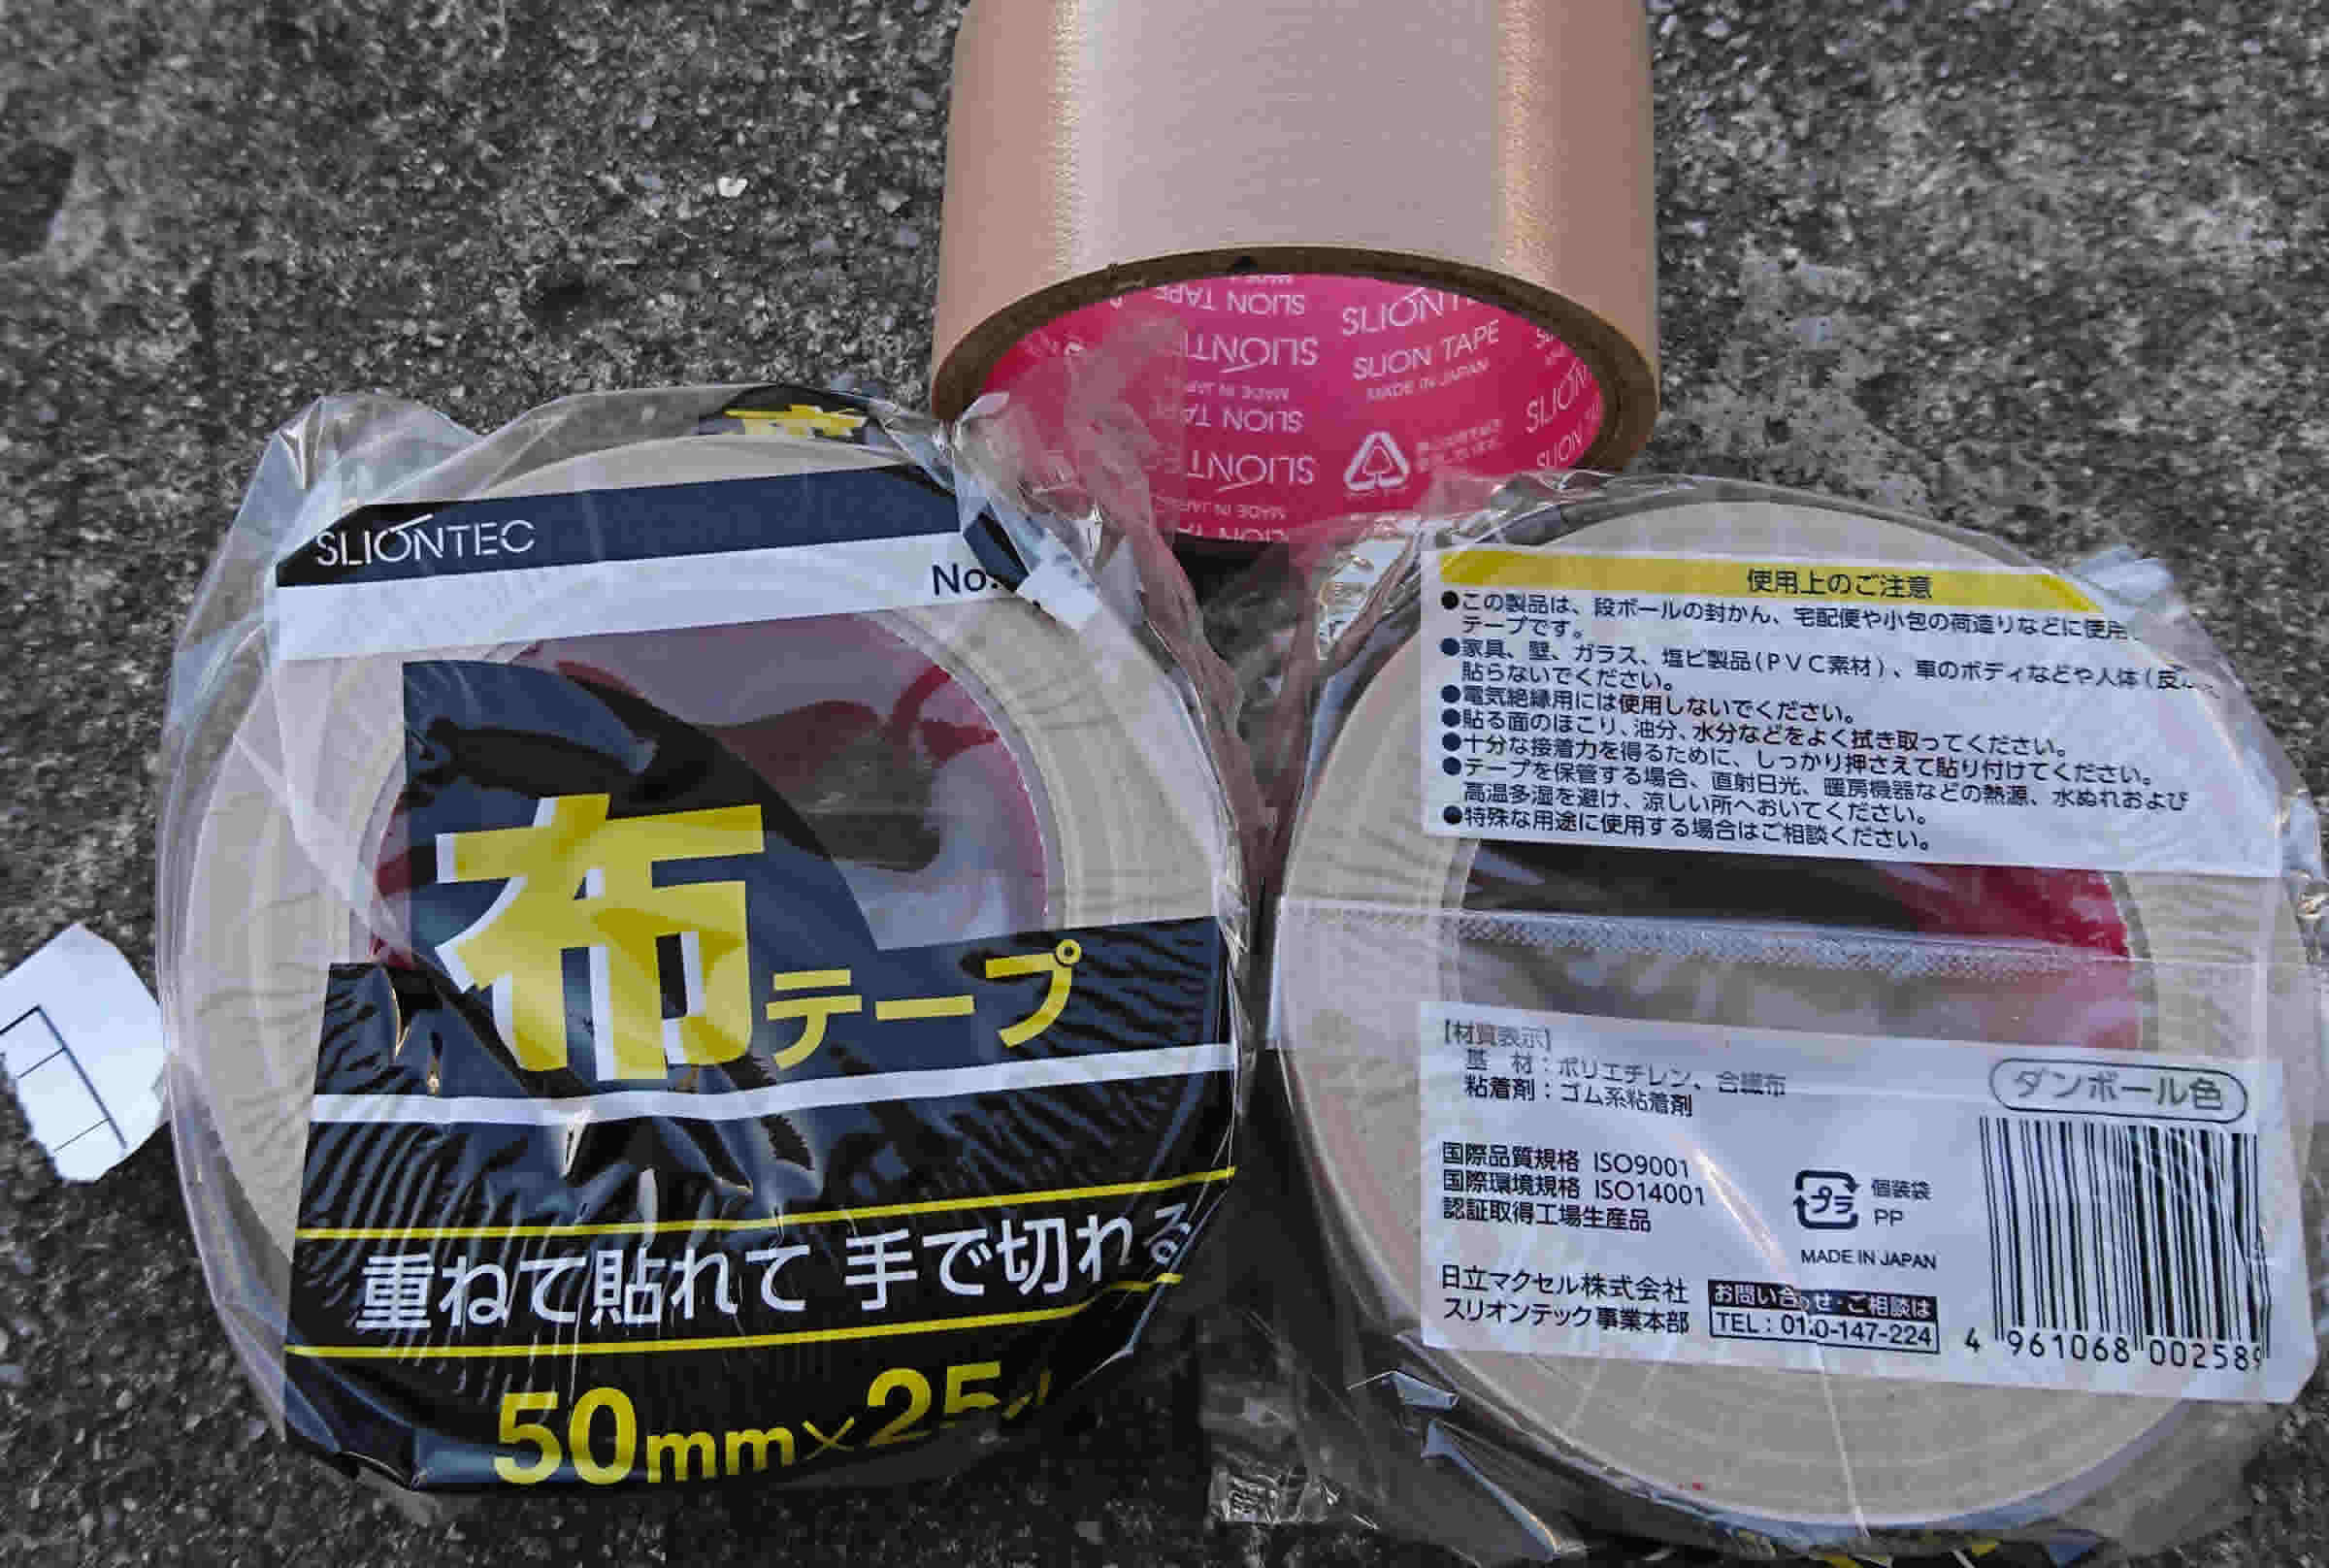 SLIONTEC
No.
布テープ
重ねて貼れて 手で切れる
50mm×25
SLION TAPE
SLIONTEC
MADE IN JAPAN
SLION TAPE
SLIONTEC
MADE IN JAPAN
SLION TAPE
MADE IN JAPAN
使用上のご注意
●この製品は、段ボールの封かん、宅配便や小包の荷造りなどに使用
テープです。
●家具、壁、ガラス、塩ビ製品(PVC素材)、車のボディなどや人体(皮
貼らないでください。
●電気絶縁用には使用しないでください。
●貼る面のほこり、油分、水分などをよく拭き取ってください。
●十分な接着力を得るために、しっかり押さえて貼り付けてください。
●テープを保管する場合、直射日光、暖房機器などの熱源、水ぬれおよび
高温多湿を避け、涼しい所へおいてください。
●特殊な用途に使用する場合はご相談ください。
【材質表示】
基 材:ポリエチレン、合繊布
粘着剤:ゴム系粘着剤
ダンボール色
国際品質規格 ISO9001
国際環境規格 ISO14001
認証取得工場生産品
プラ
個装袋
PP
MADE IN JAPAN
日立マクセル株式会社
スリオンテック事業本部
お問い合わせ・ご相談は
TEL:010-147-224
4 961068 002589